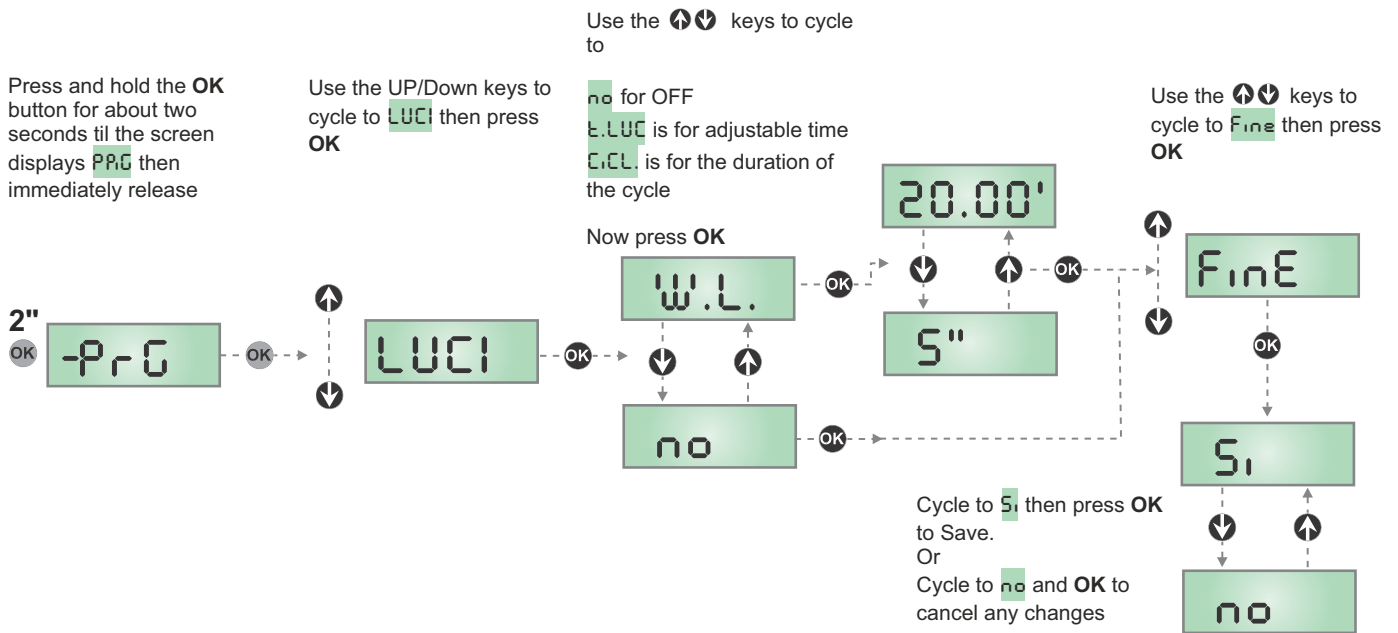 Press and hold the OK
button for about two
seconds til the screen
displays PRG then
immediately release
Use the UP/Down keys to
cycle to LUCI then press
OK
Use the keys to cycle
to
no for OFF
t.LUC is for adjustable time
CiCL. is for the duration of
the cycle
Now press OK
Use the keys to
cycle to Fine then press
OK
2"
OK
-PrG
OK
LUCI
OK
W.L.
no
OK
OK
20.00'
S"
OK
FinE
OK
Si
no
Cycle to Si then press OK
to Save.
Or
Cycle to no and OK to
cancel any changes